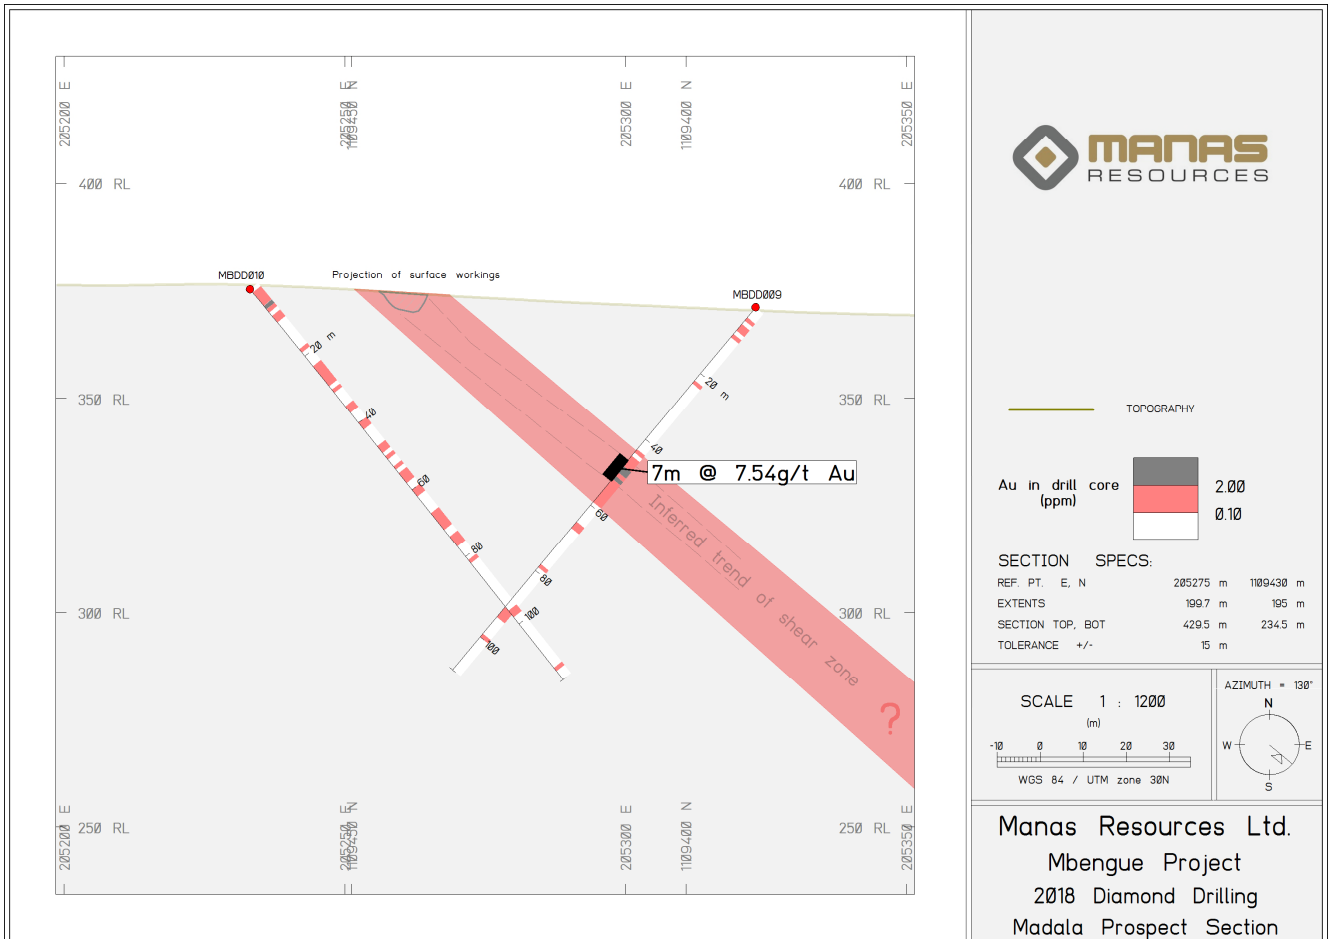 205200 E
205250 E
1109450 N
205300 E
1109400 N
205350 E
400 RL
400 RL
MBDD010
Projection of surface workings
MBDD009
20 m
20 m
350 RL
350 RL
40
40
7m @ 7.54g/t Au
60
60
Inferred trend of shear zone
80
80
300 RL
300 RL
100
100
?
250 RL
250 RL
205200 E
205250 E
1109450 N
205300 E
1109400 N
205350 E
MANAS
RESOURCES
TOPOGRAPHY
Au in drill core
(ppm)
2.00
0.10
SECTION SPECS:
REF. PT. E, N 205275 m 1109430 m
EXTENTS 199.7 m 195 m
SECTION TOP, BOT 429.5 m 234.5 m
TOLERANCE +/- 15 m
SCALE 1 : 1200
(m)
-10 0 10 20 30
WGS 84 / UTM zone 30N
AZIMUTH = 130°
N
W E
S
Manas Resources Ltd.
Mbengue Project
2018 Diamond Drilling
Madala Prospect Section